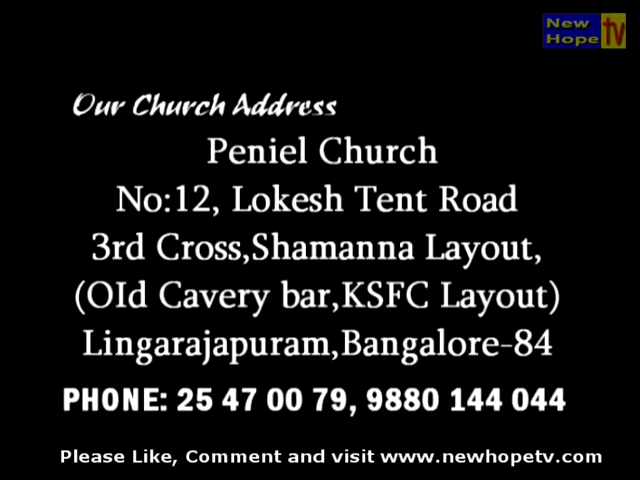 New
Hope TV
Our Church Address
Peniel Church
No:12, Lokesh Tent Road
3rd Cross,Shamanna Layout,
(OId Cavery bar,KSFC Layout)
Lingarajapuram,Bangalore-84
PHONE: 25 47 00 79, 9880 144 044
Please Like, Comment and visit www.newhopetv.com